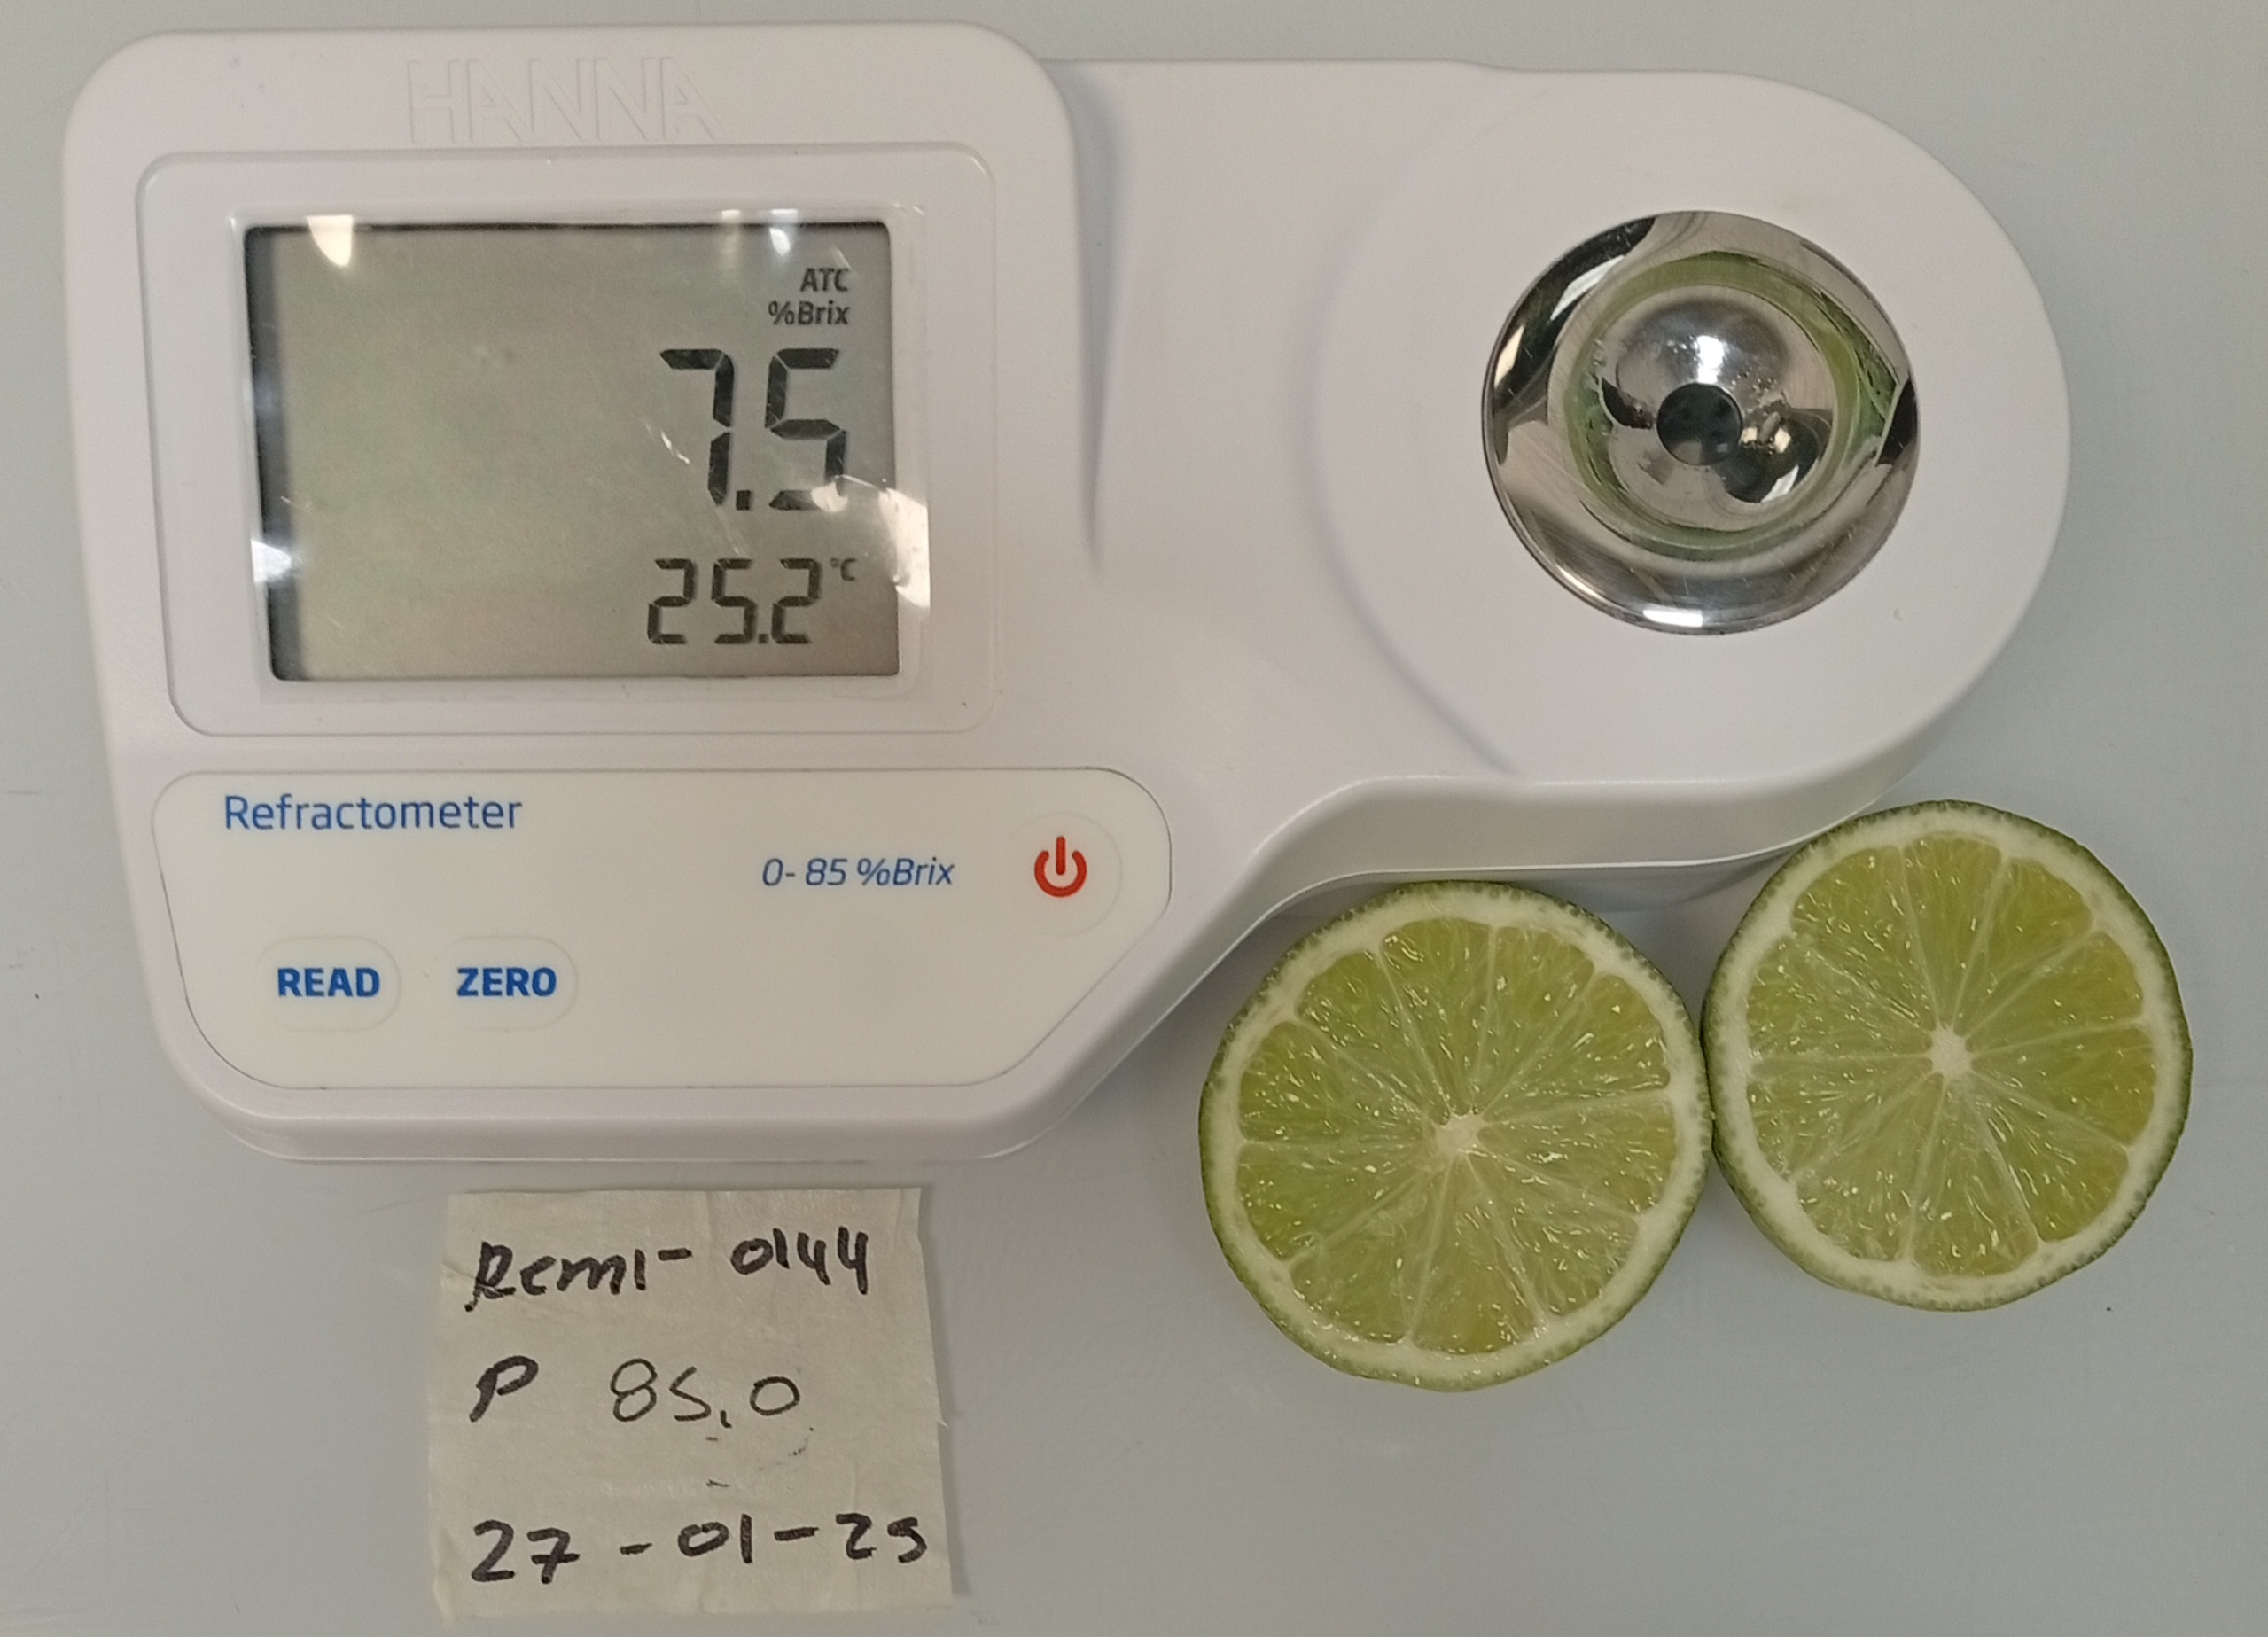 HANNA
ATC
%Brix
7.5
25.2°C
Refractometer
0-85 %Brix
READ ZERO
Remi- 0144
P 85.0
27-01-25